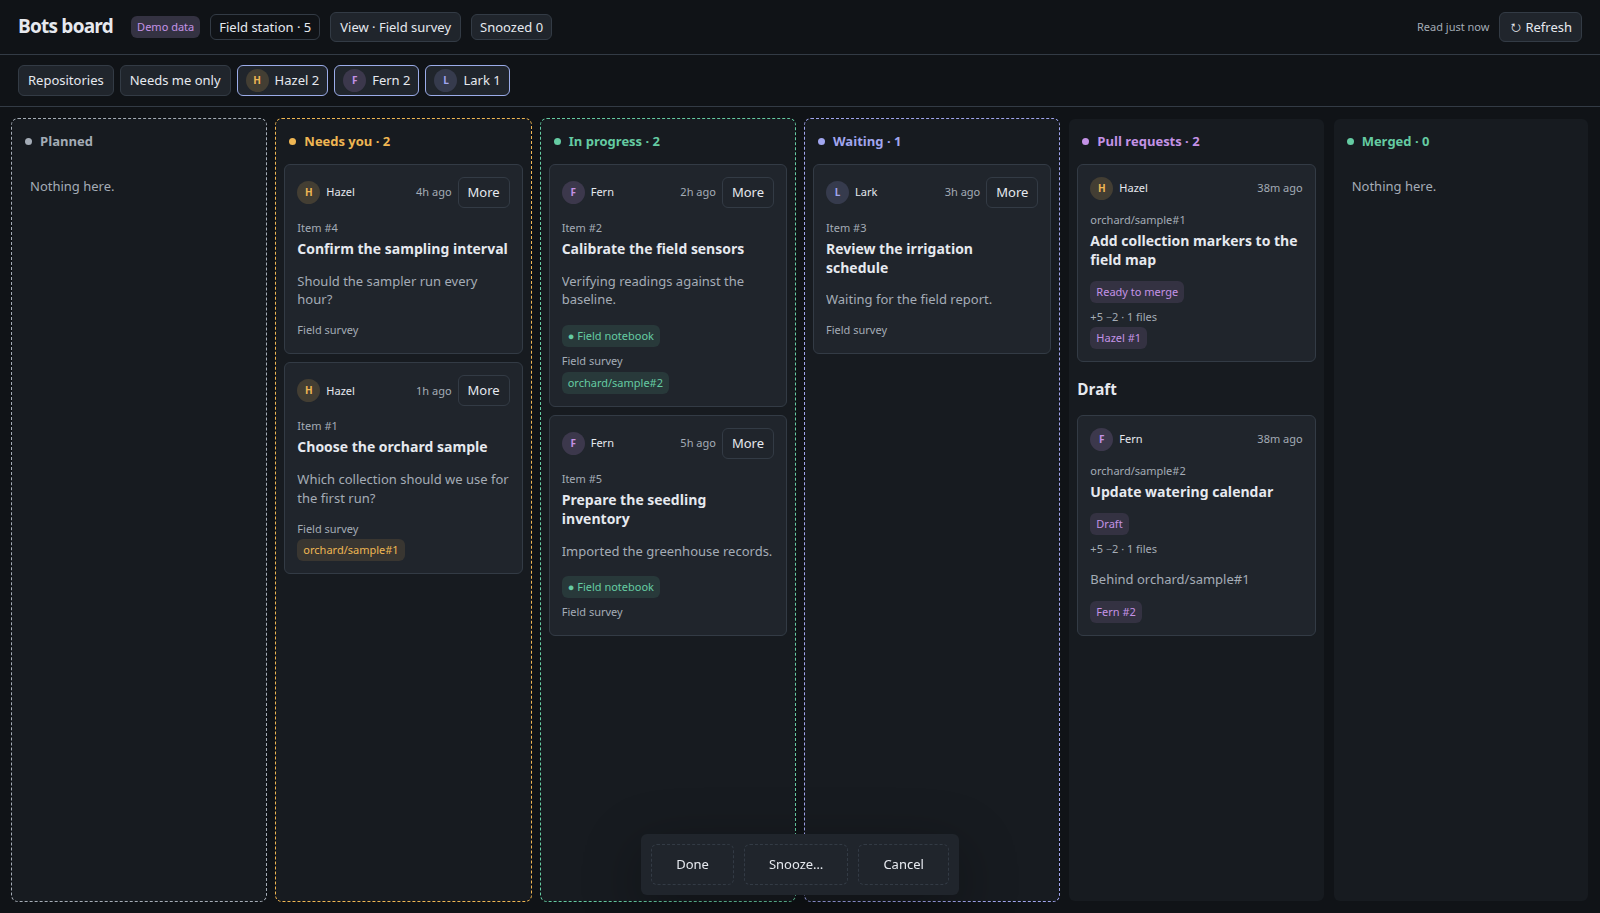 Bots board
Demo data
Field station · 5
View · Field survey
Snoozed 0
Read just now
↻ Refresh
Repositories
Needs me only
H Hazel 2
F Fern 2
L Lark 1
Planned
Nothing here.
Needs you · 2
H Hazel 4h ago More
Item #4
Confirm the sampling interval
Should the sampler run every
hour?
Field survey
H Hazel 1h ago More
Item #1
Choose the orchard sample
Which collection should we use for
the first run?
Field survey
orchard/sample#1
In progress · 2
F Fern 2h ago More
Item #2
Calibrate the field sensors
Verifying readings against the
baseline.
● Field notebook
Field survey
orchard/sample#2
F Fern 5h ago More
Item #5
Prepare the seedling
inventory
Imported the greenhouse records.
● Field notebook
Field survey
Waiting · 1
L Lark 3h ago More
Item #3
Review the irrigation
schedule
Waiting for the field report.
Field survey
Pull requests · 2
H Hazel 38m ago
orchard/sample#1
Add collection markers to the
field map
Ready to merge
+5 −2 · 1 files
Hazel #1
Draft
F Fern 38m ago
orchard/sample#2
Update watering calendar
Draft
+5 −2 · 1 files
Behind orchard/sample#1
Fern #2
Merged · 0
Nothing here.
Done
Snooze...
Cancel